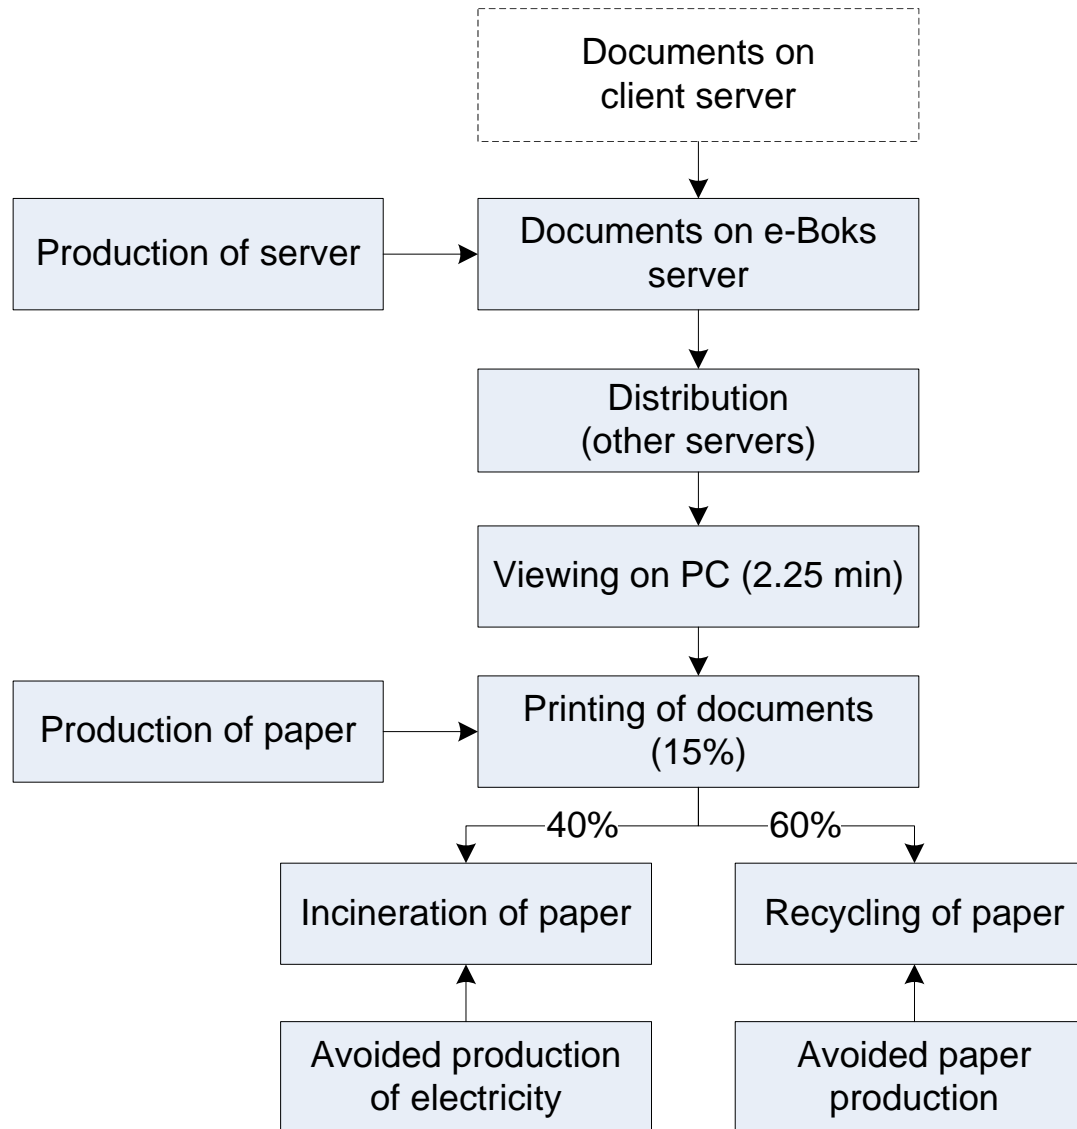 Documents on
client server
Production of server
Documents on e-Boks
server
Distribution
(other servers)
Viewing on PC (2.25 min)
Production of paper
Printing of documents
(15%)
40%
60%
Incineration of paper
Recycling of paper
Avoided production
of electricity
Avoided paper
production